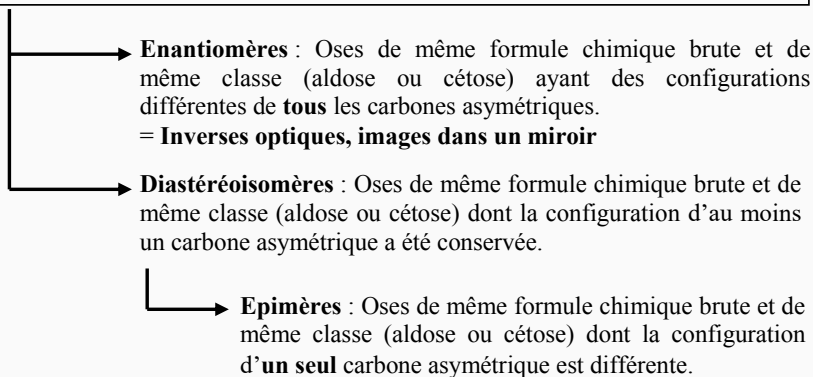 Enantiomères : Oses de même formule chimique brute et de
même classe (aldose ou cétose) ayant des configurations
différentes de tous les carbones asymétriques.
= Inverses optiques, images dans un miroir
Diastéréoisomères : Oses de même formule chimique brute et de
même classe (aldose ou cétose) dont la configuration d’au moins
un carbone asymétrique a été conservée.
Epimères : Oses de même formule chimique brute et de
même classe (aldose ou cétose) dont la configuration
d’un seul carbone asymétrique est différente.